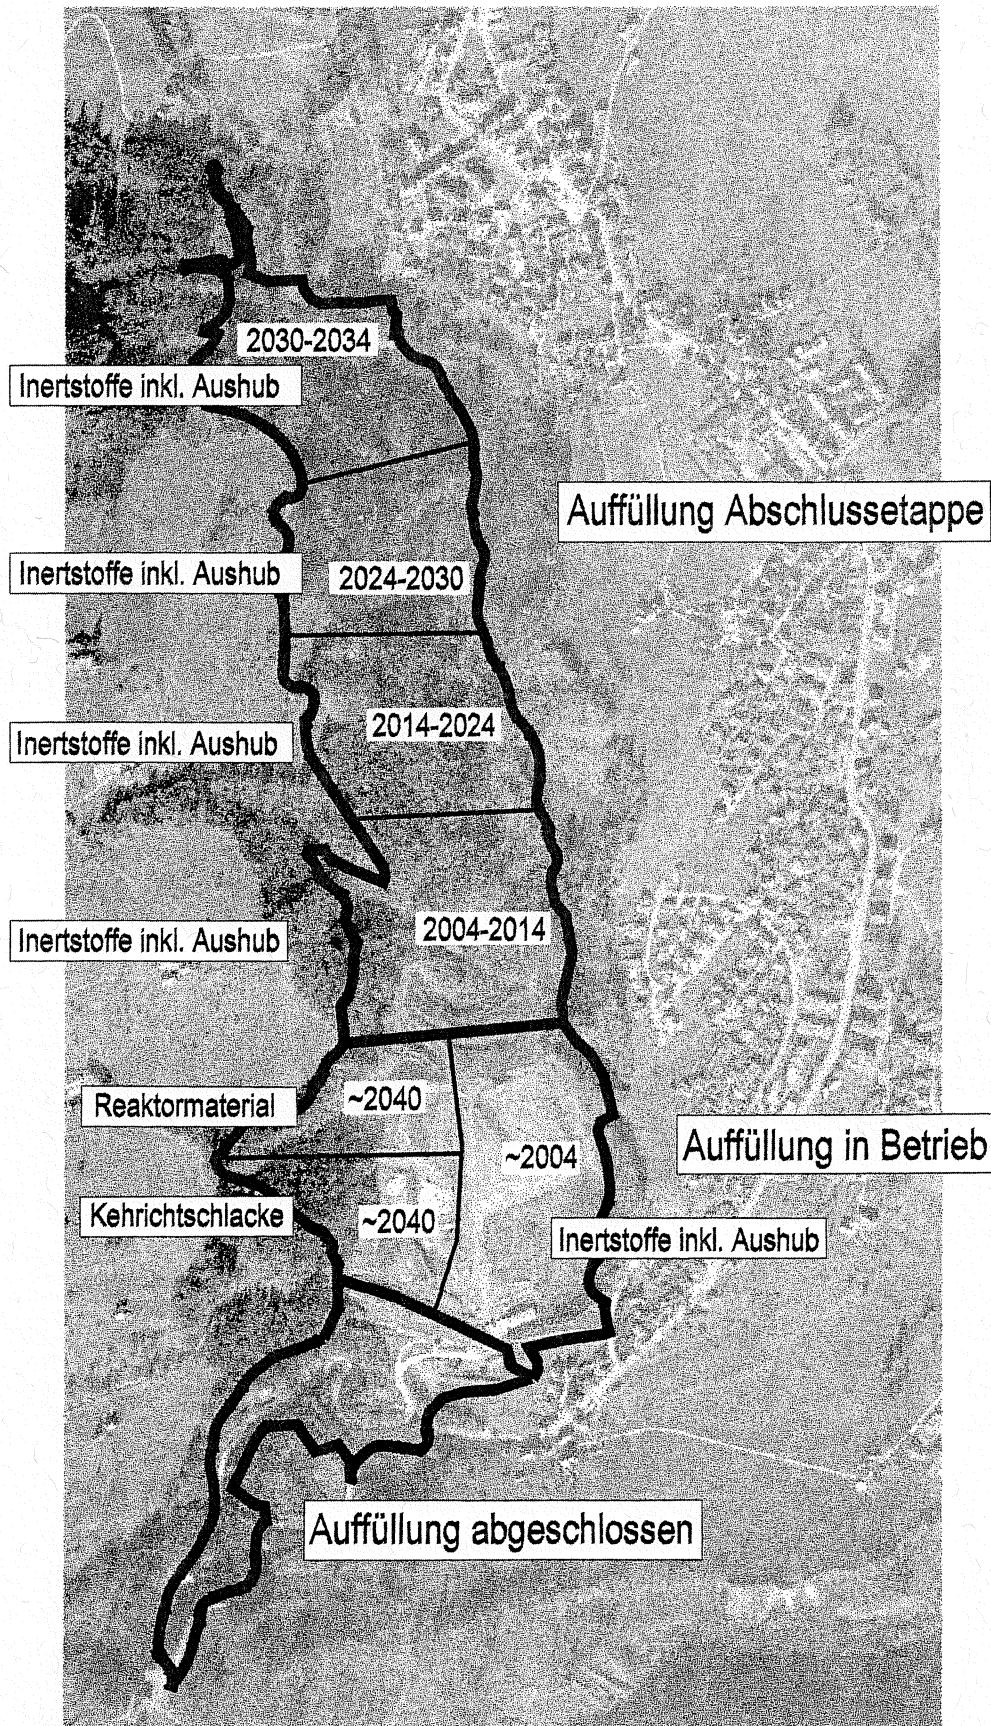 2030-2034
Inertstoffe inkl. Aushub
Auffüllung Abschlussetappe
Inertstoffe inkl. Aushub
2024-2030
2014-2024
Inertstoffe inkl. Aushub
2004-2014
Inertstoffe inkl. Aushub
~2040
Reaktormaterial
Auffüllung in Betrieb
~2004
Kehrichtschlacke
~2040
Inertstoffe inkl. Aushub
Auffüllung abgeschlossen